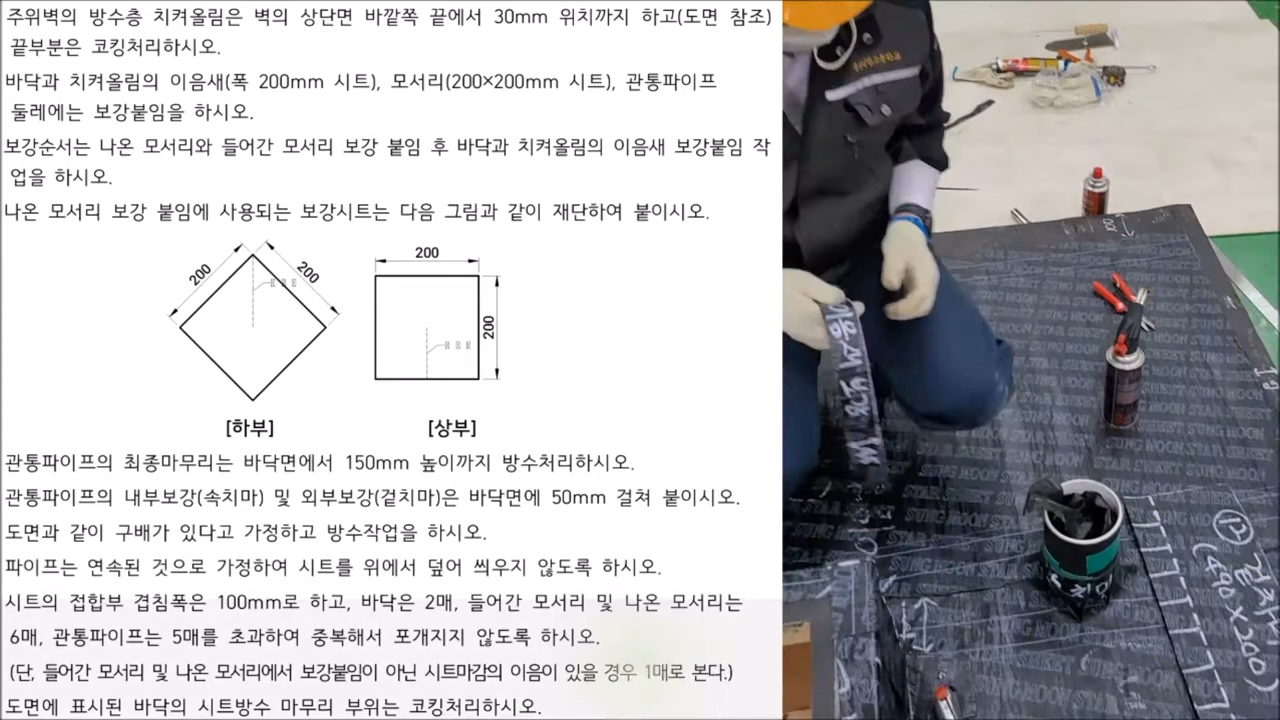 주위벽의 방수층 치켜올림은 벽의 상단면 바깥쪽 끝에서 30mm 위치까지 하고(도면 참조)
끝부분은 코킹처리하시오.
바닥과 치켜올림의 이음새(폭 200mm 시트), 모서리(200×200mm 시트), 관통파이프
둘레에는 보강붙임을 하시오.
보강순서는 나온 모서리와 들어간 모서리 보강 붙임 후 바닥과 치켜올림의 이음새 보강붙임 작
업을 하시오.
나온 모서리 보강 붙임에 사용되는 보강시트는 다음 그림과 같이 재단하여 붙이시오.
200 200
200
200
[하부] [상부]
관통파이프의 최종마무리는 바닥면에서 150mm 높이까지 방수처리하시오.
관통파이프의 내부보강(속치마) 및 외부보강(겉치마)은 바닥면에 50mm 걸쳐 붙이시오.
도면과 같이 구배가 있다고 가정하고 방수작업을 하시오.
파이프는 연속된 것으로 가정하여 시트를 위에서 덮어 씌우지 않도록 하시오.
시트의 접합부 겹침폭은 100mm로 하고, 바닥은 2매, 들어간 모서리 및 나온 모서리는
6매, 관통파이프는 5매를 초과하여 중복해서 포개지지 않도록 하시오.
(단, 들어간 모서리 및 나온 모서리에서 보강붙임이 아닌 시트마감의 이음이 있을 경우 1매로 본다.)
도면에 표시된 바닥의 시트방수 마무리 부위는 코킹처리하시오.
STAR SHEET
SUNG MOON STAR SHEET
SUNG MOON
Ⓟ 겉치마
(690×200)